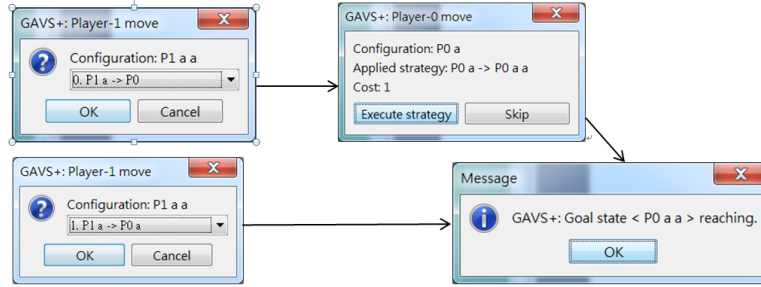 GAVS+: Player-1 move
Configuration: P1 a a
0. P1 a -> P0
OK
Cancel
GAVS+: Player-0 move
Configuration: P0 a
Applied strategy: P0 a -> P0 a a
Cost: 1
Execute strategy
Skip
GAVS+: Player-1 move
Configuration: P1 a a
1. P1 a -> P0 a
OK
Cancel
Message
GAVS+: Goal state < P0 a a > reaching.
OK